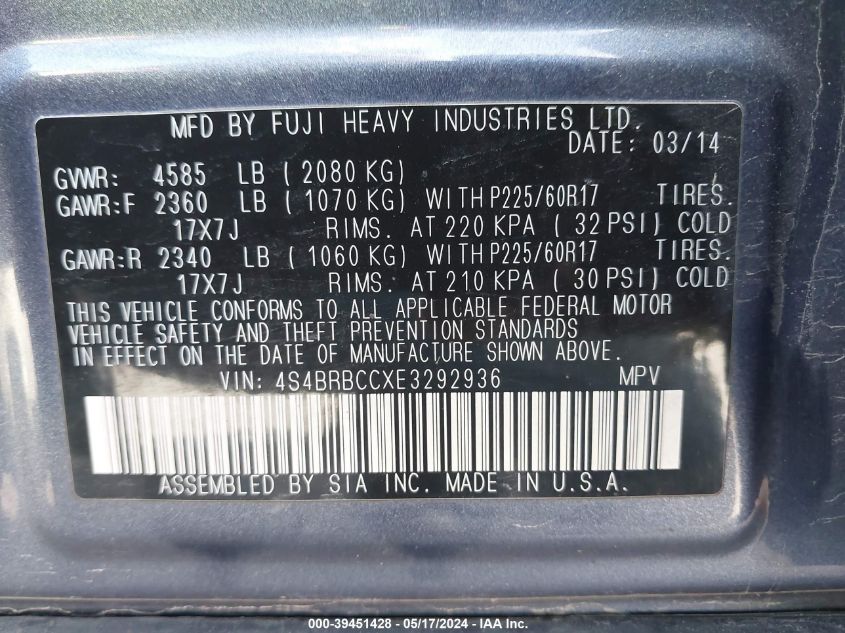 MFD BY FUJI HEAVY INDUSTRIES LTD.
DATE: 03/14
GVWR: 4585 LB ( 2080 KG)
GAWR:F 2360 LB ( 1070 KG) WITH P225/60R17 TIRES.
17X7J RIMS. AT 220 KPA ( 32 PSI) COLD
GAWR:R 2340 LB ( 1060 KG) WITH P225/60R17 TIRES.
17X7J RIMS. AT 210 KPA ( 30 PSI) COLD
THIS VEHICLE CONFORMS TO ALL APPLICABLE FEDERAL MOTOR
VEHICLE SAFETY AND THEFT PREVENTION STANDARDS
IN EFFECT ON THE DATE OF MANUFACTURE SHOWN ABOVE.
VIN: 4S4BRBCCXE3292936 MPV
ASSEMBLED BY SIA INC. MADE IN U.S.A.
000-39451428 - 05/17/2024 - IAA Inc.